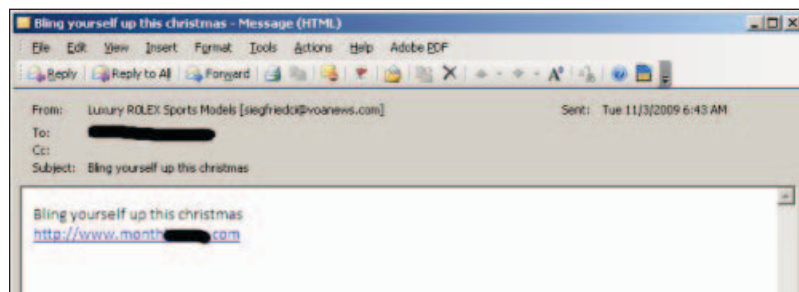 Bling yourself up this christmas - Message (HTML)
File Edit View Insert Format Tools Actions Help Adobe PDF
Reply Reply to All Forward
From: Luxury ROLEX Sports Models [siegfriedci@voanews.com] Sent: Tue 11/3/2009 6:43 AM
To:
Cc:
Subject: Bling yourself up this christmas
Bling yourself up this christmas
http://www.month .com